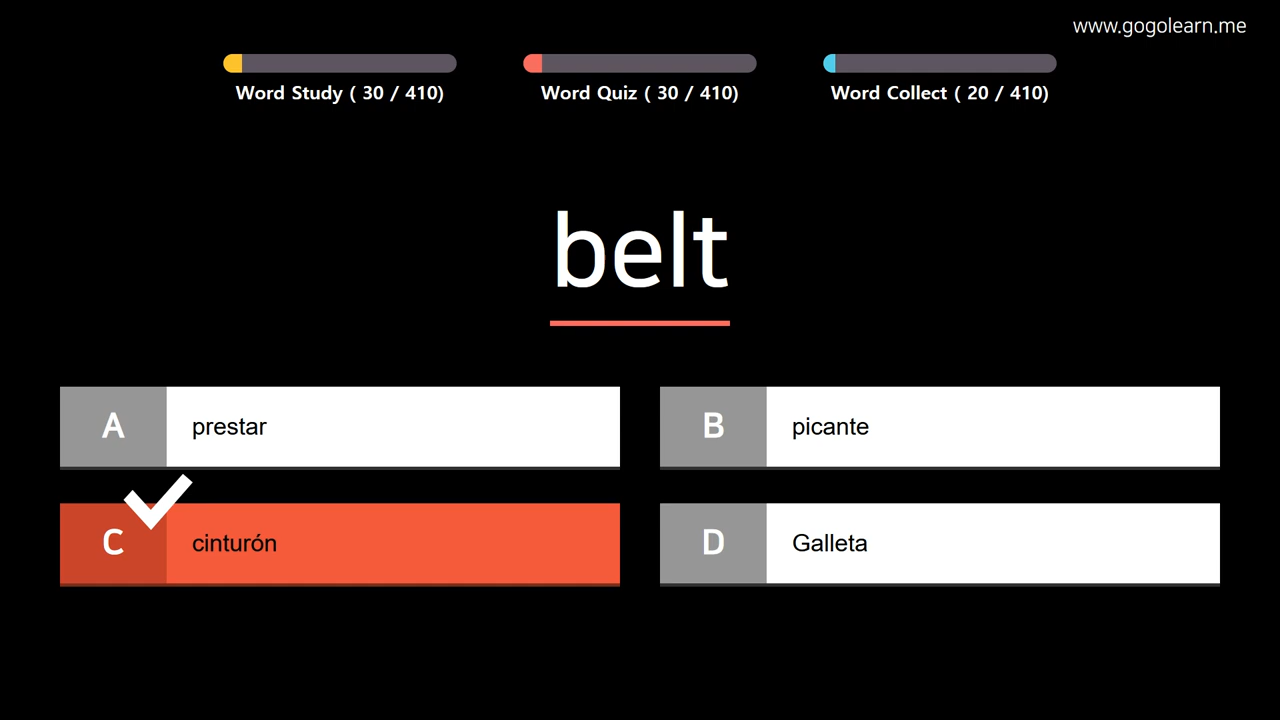 www.gogolearn.me
Word Study ( 30 / 410)
Word Quiz ( 30 / 410)
Word Collect ( 20 / 410)
belt
A
prestar
B
picante
C
cinturón
D
Galleta